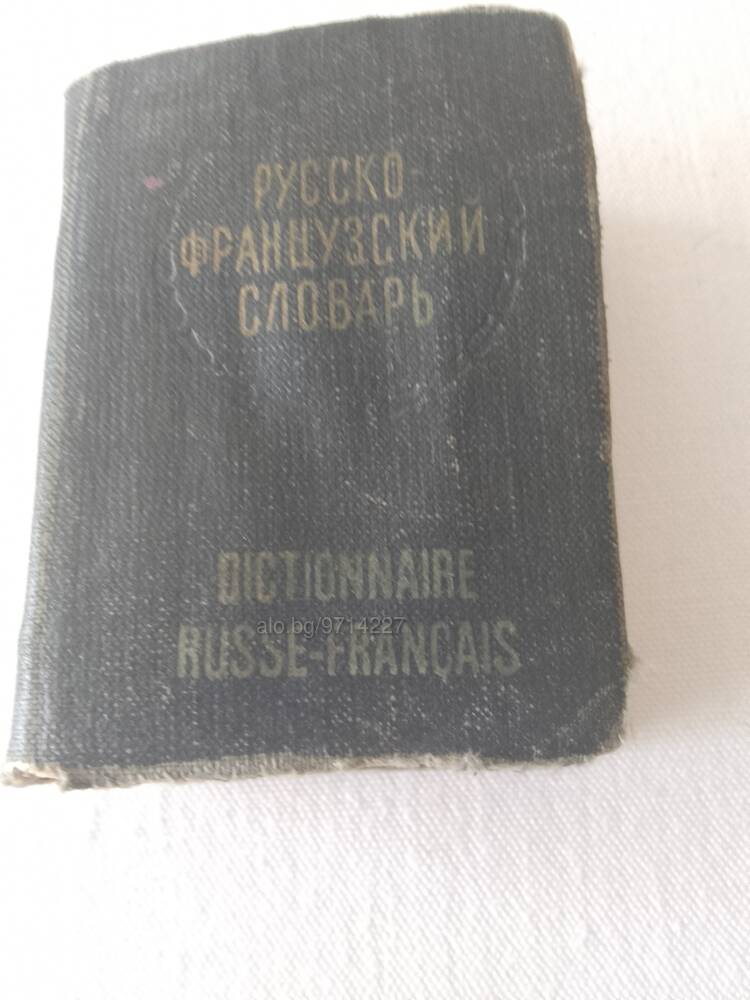 РУССКО-
ФРАНЦУЗСКИЙ
СЛОВАРЬ
DICTIONNAIRE
alo.bg/9714227
RUSSE-FRANÇAIS